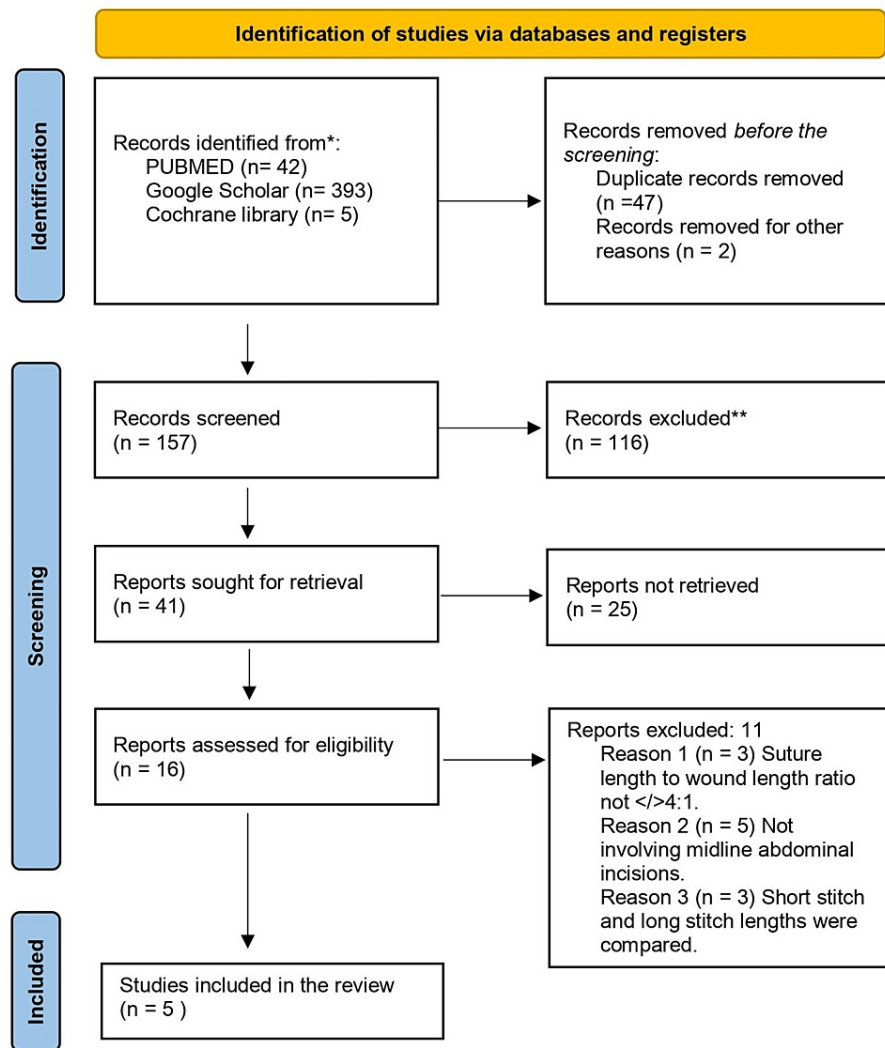 Identification of studies via databases and registers
Identification
Records identified from*:
PUBMED (n= 42)
Google Scholar (n= 393)
Cochrane library (n= 5)
Records removed before the
screening:
Duplicate records removed
(n =47)
Records removed for other
reasons (n = 2)
Screening
Records screened
(n = 157)
Records excluded**
(n = 116)
Reports sought for retrieval
(n = 41)
Reports not retrieved
(n = 25)
Reports assessed for eligibility
(n = 16)
Reports excluded: 11
Reason 1 (n = 3) Suture
length to wound length ratio
not </>4:1.
Reason 2 (n = 5) Not
involving midline abdominal
incisions.
Reason 3 (n = 3) Short stitch
and long stitch lengths were
compared.
Included
Studies included in the review
(n = 5 )